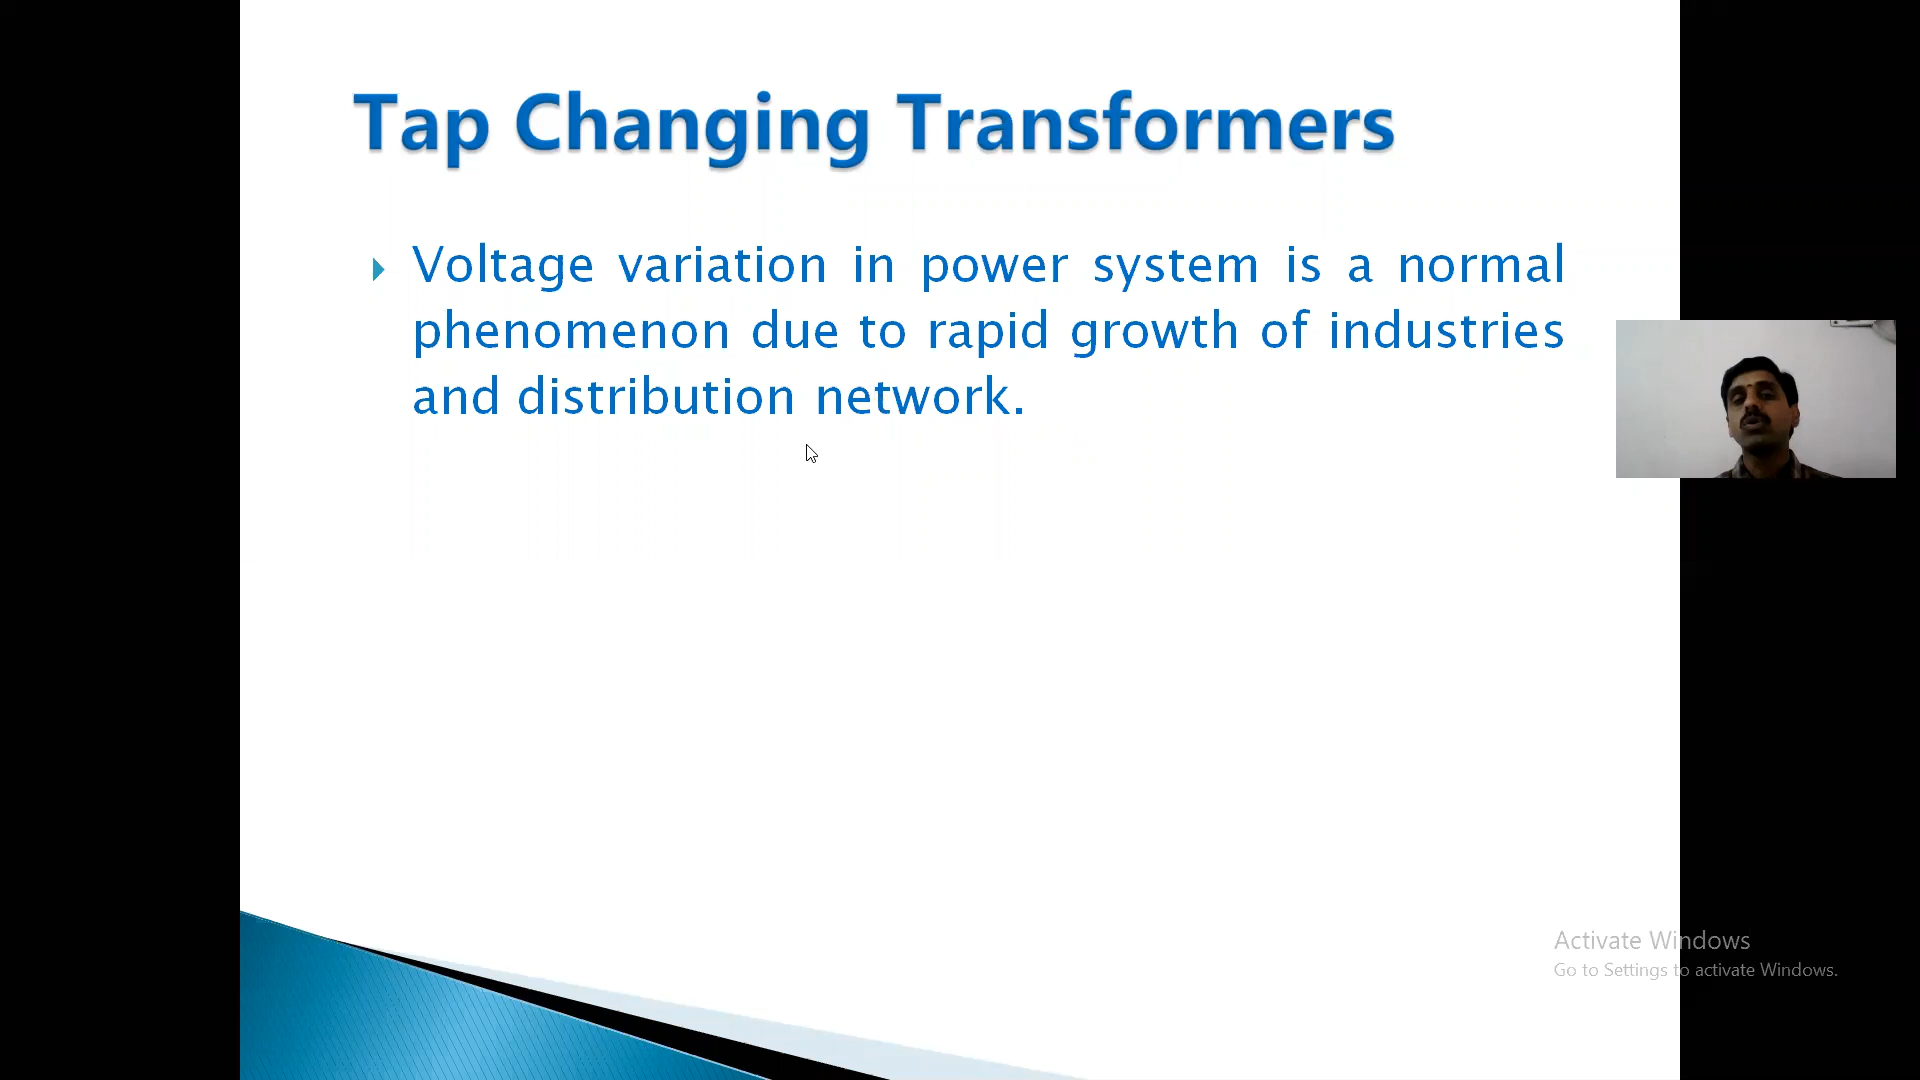 Tap Changing Transformers
Voltage variation in power system is a normal
phenomenon due to rapid growth of industries
and distribution network.
Activate Windows
Go to Settings to activate Windows.